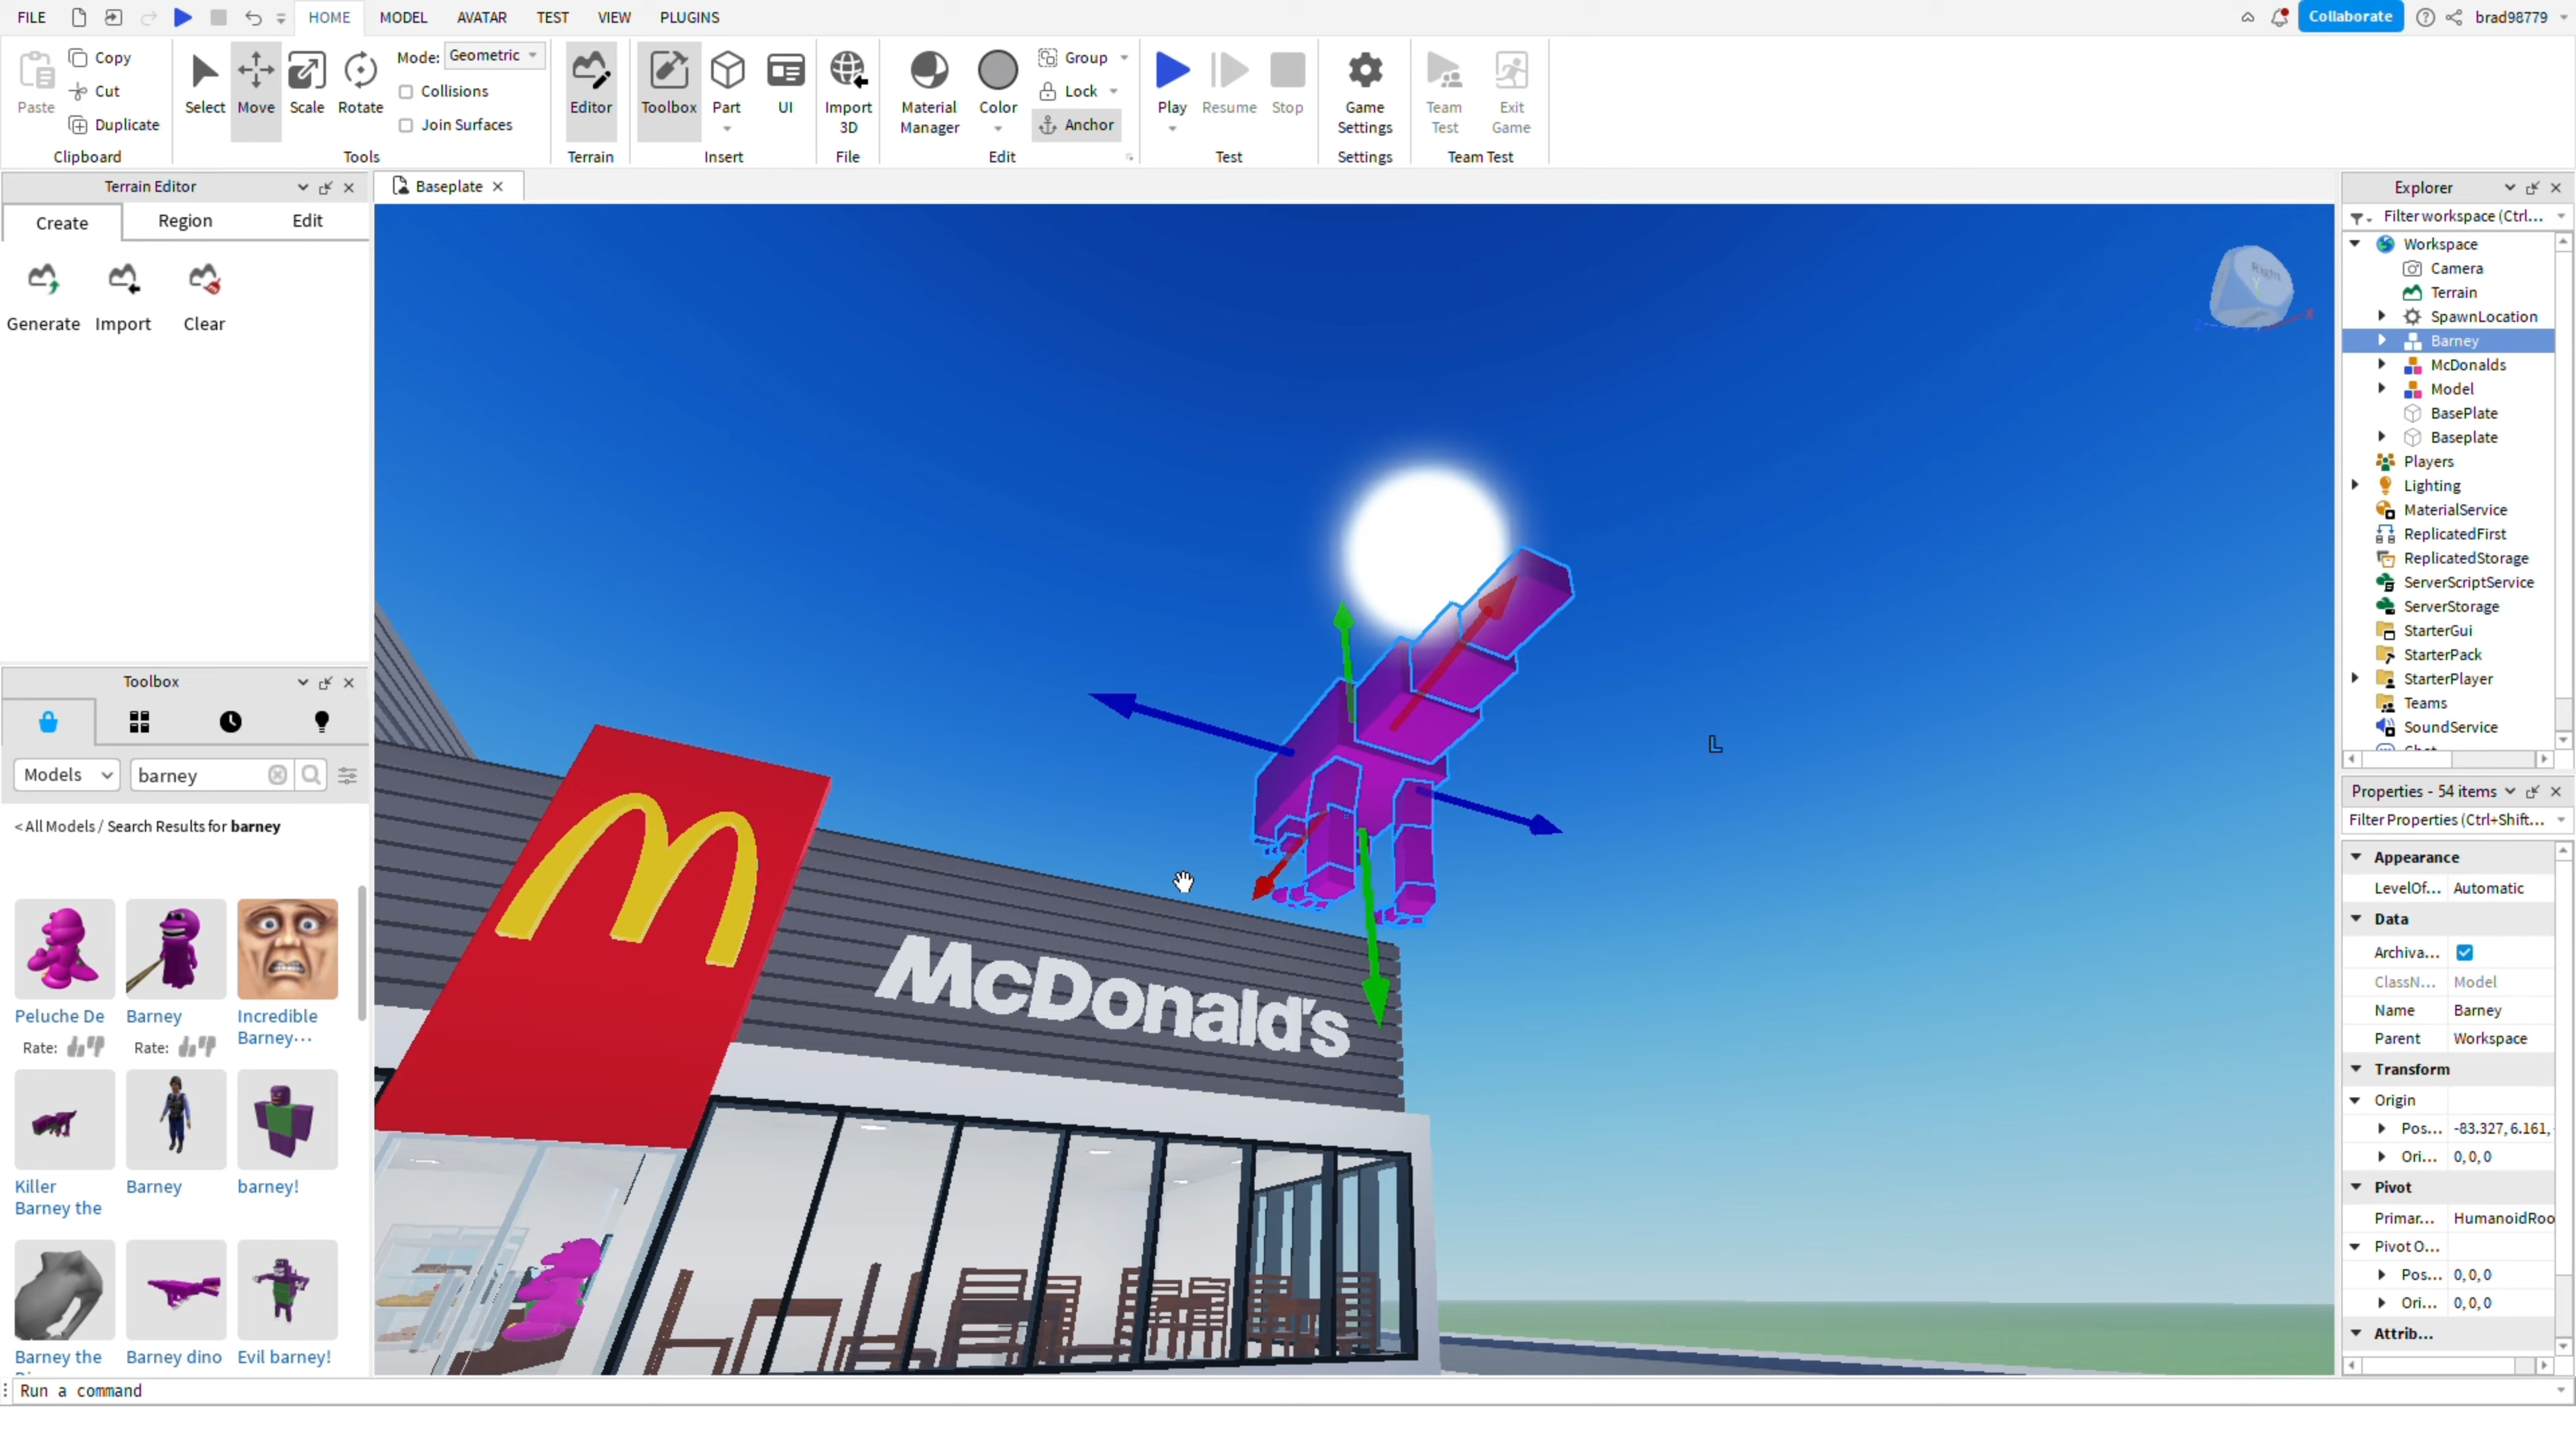 FILE HOME MODEL AVATAR TEST VIEW PLUGINS Collaborate brad98779
Paste Copy Cut Duplicate Clipboard
Select Move Scale Rotate Mode: Geometric Collisions Join Surfaces Tools
Editor Terrain
Toolbox Part UI Insert
Import 3D File
Material Manager Color Group Lock Anchor Edit
Play Resume Stop Test
Game Settings Settings
Team Test Exit Game Team Test
Terrain Editor
Create Region Edit
Generate Import Clear
Toolbox
Models barney
< All Models / Search Results for barney
Peluche De Barney Incredible Barney...
Rate: Rate:
Killer Barney the Barney barney!
Barney the Barney dino Evil barney!
Run a command
Baseplate
Right
Y
Z
X
L
M
McDonald's
Explorer
Filter workspace (Ctrl...
Workspace
Camera
Terrain
SpawnLocation
Barney
McDonalds
Model
BasePlate
Baseplate
Players
Lighting
MaterialService
ReplicatedFirst
ReplicatedStorage
ServerScriptService
ServerStorage
StarterGui
StarterPack
StarterPlayer
Teams
SoundService
Properties - 54 items
Filter Properties (Ctrl+Shift...
Appearance
LevelOf... Automatic
Data
Archiva...
ClassN... Model
Name Barney
Parent Workspace
Transform
Origin
Pos... -83.327, 6.161,
Ori... 0, 0, 0
Pivot
Primar... HumanoidRoo
Pivot O...
Pos... 0, 0, 0
Ori... 0, 0, 0
Attrib...